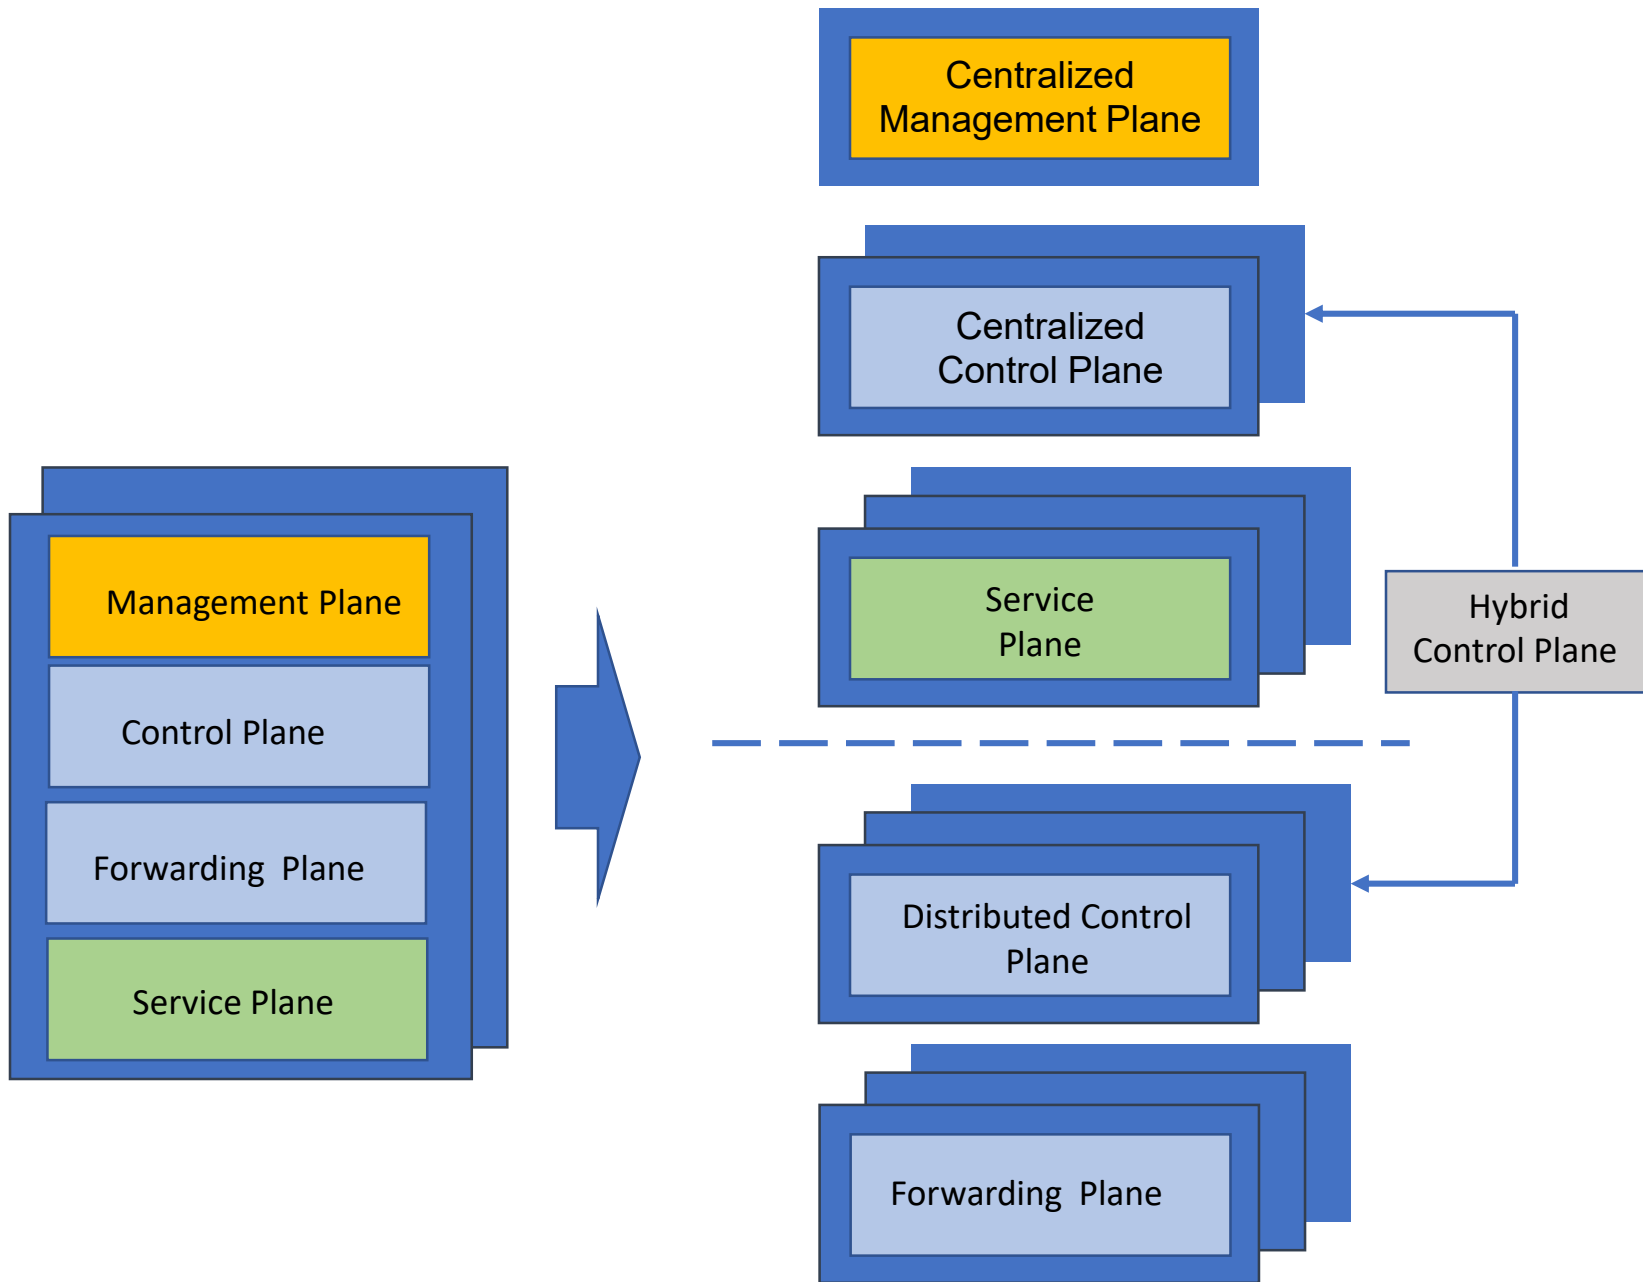 Management Plane
Control Plane
Forwarding  Plane
Service Plane
Centralized
Management Plane
Centralized
Control Plane
Service
Plane
Hybrid
Control Plane
Distributed Control
Plane
Forwarding  Plane